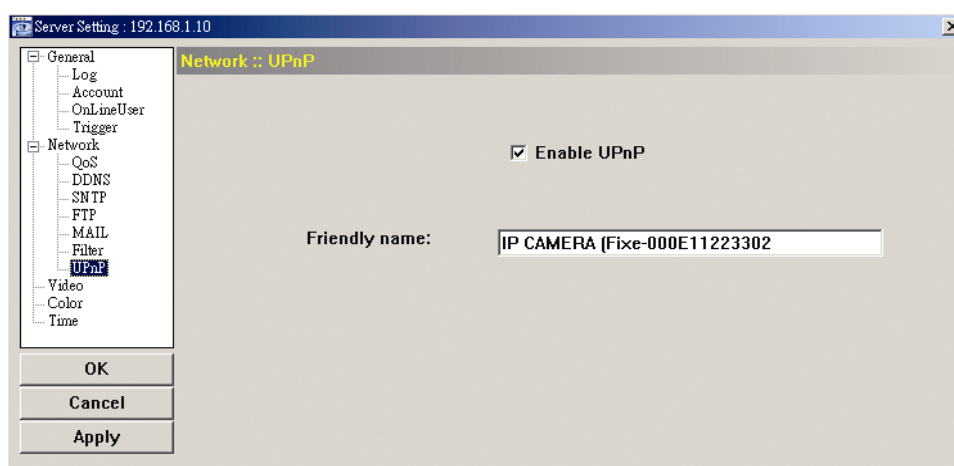 Server Setting : 192.168.1.10
General
Log
Account
OnLineUser
Trigger
Network
QoS
DDNS
SNTP
FTP
MAIL
Filter
UPnP
Video
Color
Time
OK
Cancel
Apply
Network :: UPnP
Enable UPnP
Friendly name:
IP CAMERA (Fixe-000E11223302